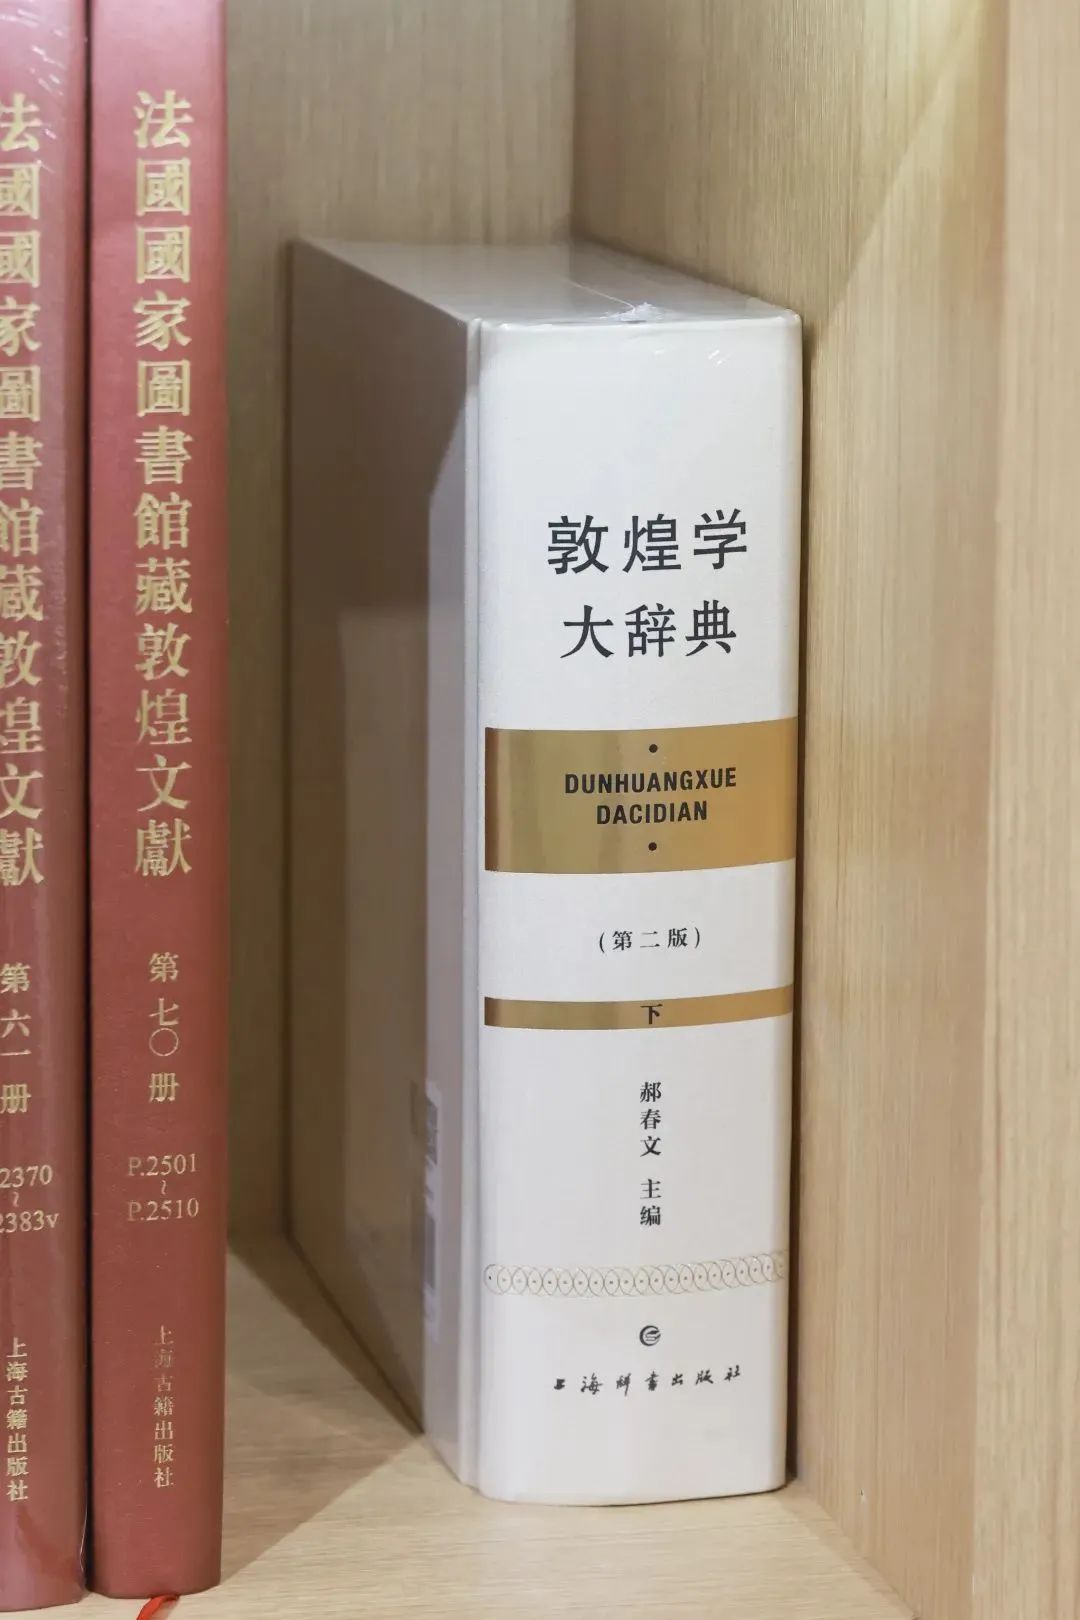 法國國家圖書館藏敦煌文獻
第六一册
2370
~
2383v
上海古籍出版社
法國國家圖書館藏敦煌文獻
第七〇册
P.2501
~
P.2510
上海古籍出版社
敦煌学
大辞典
DUNHUANGXUE
DACIDIAN
(第二版)
下
郝春文 主编
上海辞书出版社